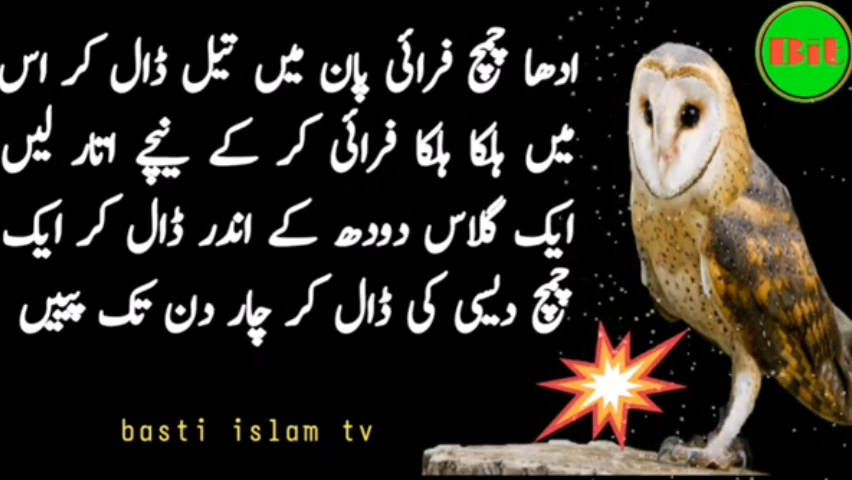 ادھا چمچ فرائی پان میں تیل ڈال کر اس
میں ہلکا ہلکا فرائی کر کے نیچے اتار لیں
ایک گلاس دودھ کے اندر ڈال کر ایک
چمچ دیسی کی ڈال کر چار دن تک پییں
basti islam tv
Bit